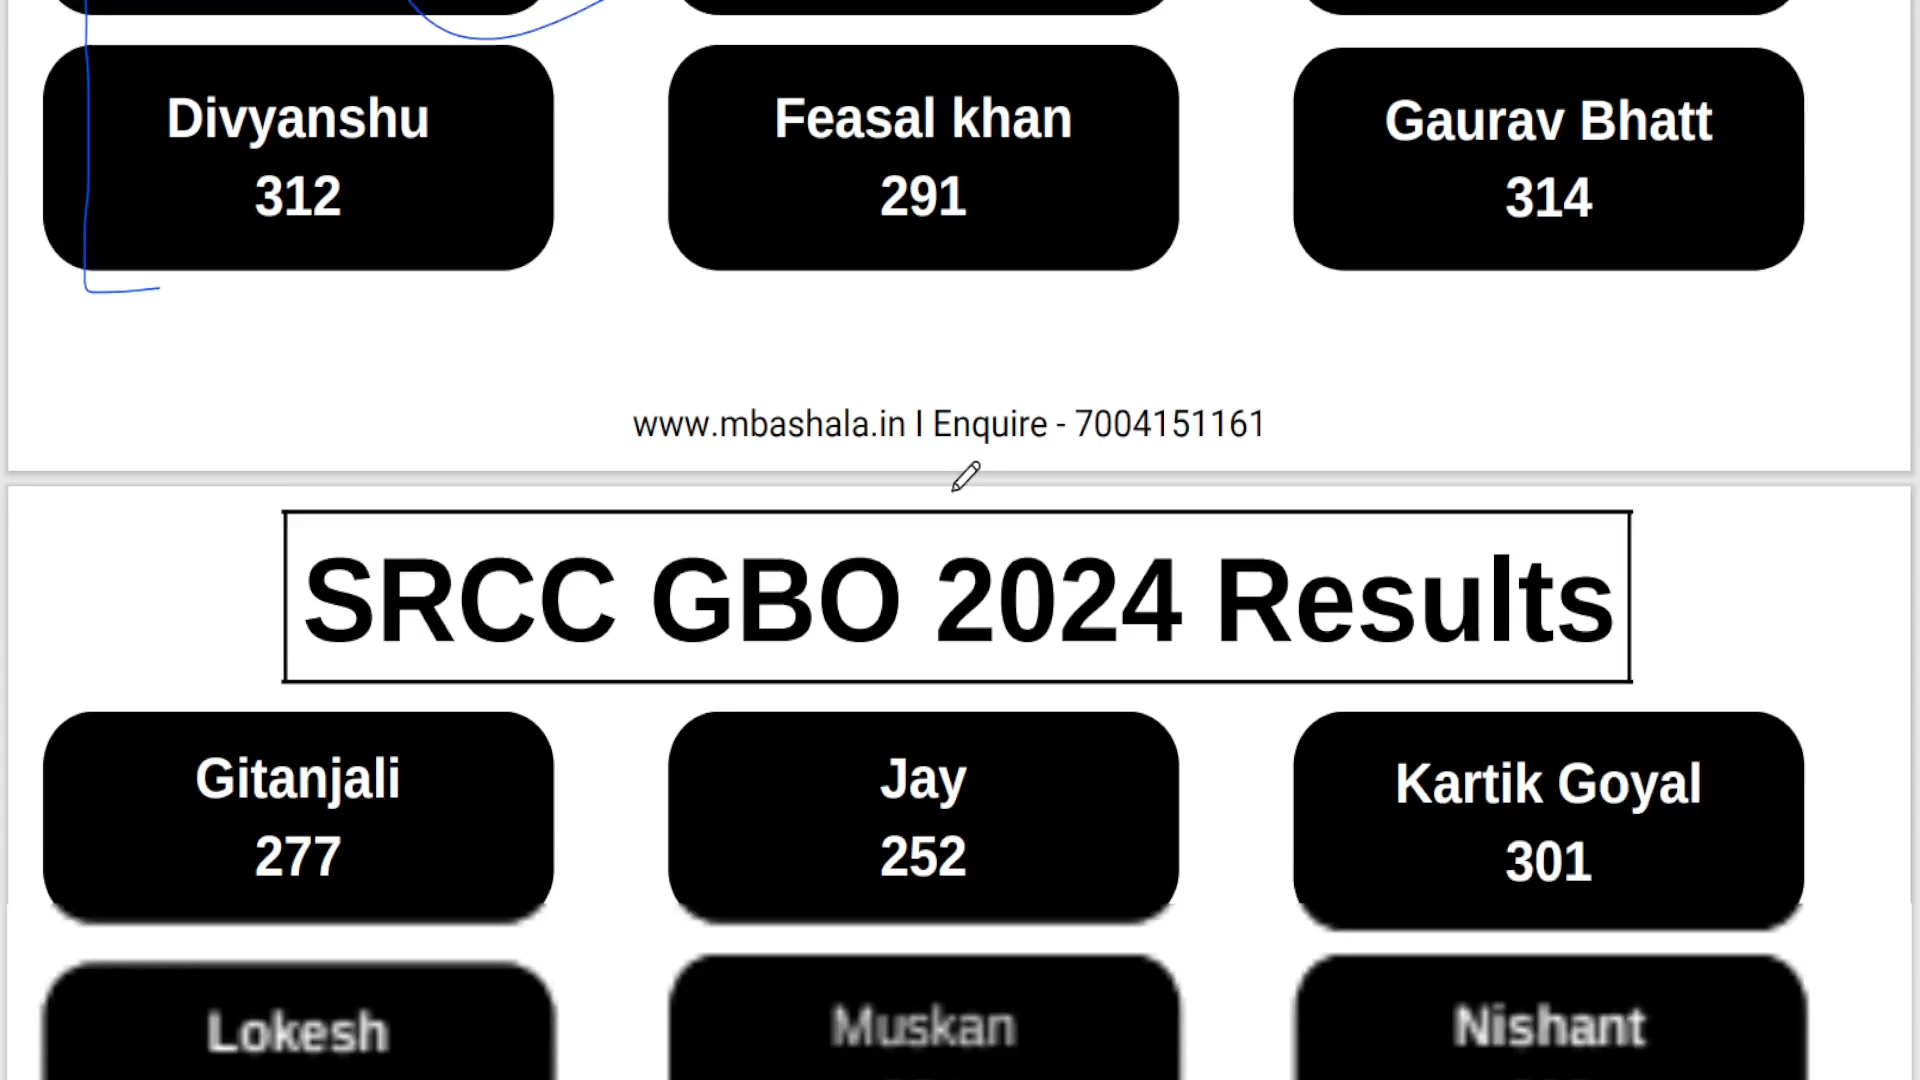 Divyanshu
312
Feasal khan
291
Gaurav Bhatt
314
www.mbashala.in I Enquire - 7004151161
SRCC GBO 2024 Results
Gitanjali
277
Jay
252
Kartik Goyal
301
Lokesh
Muskan
Nishant